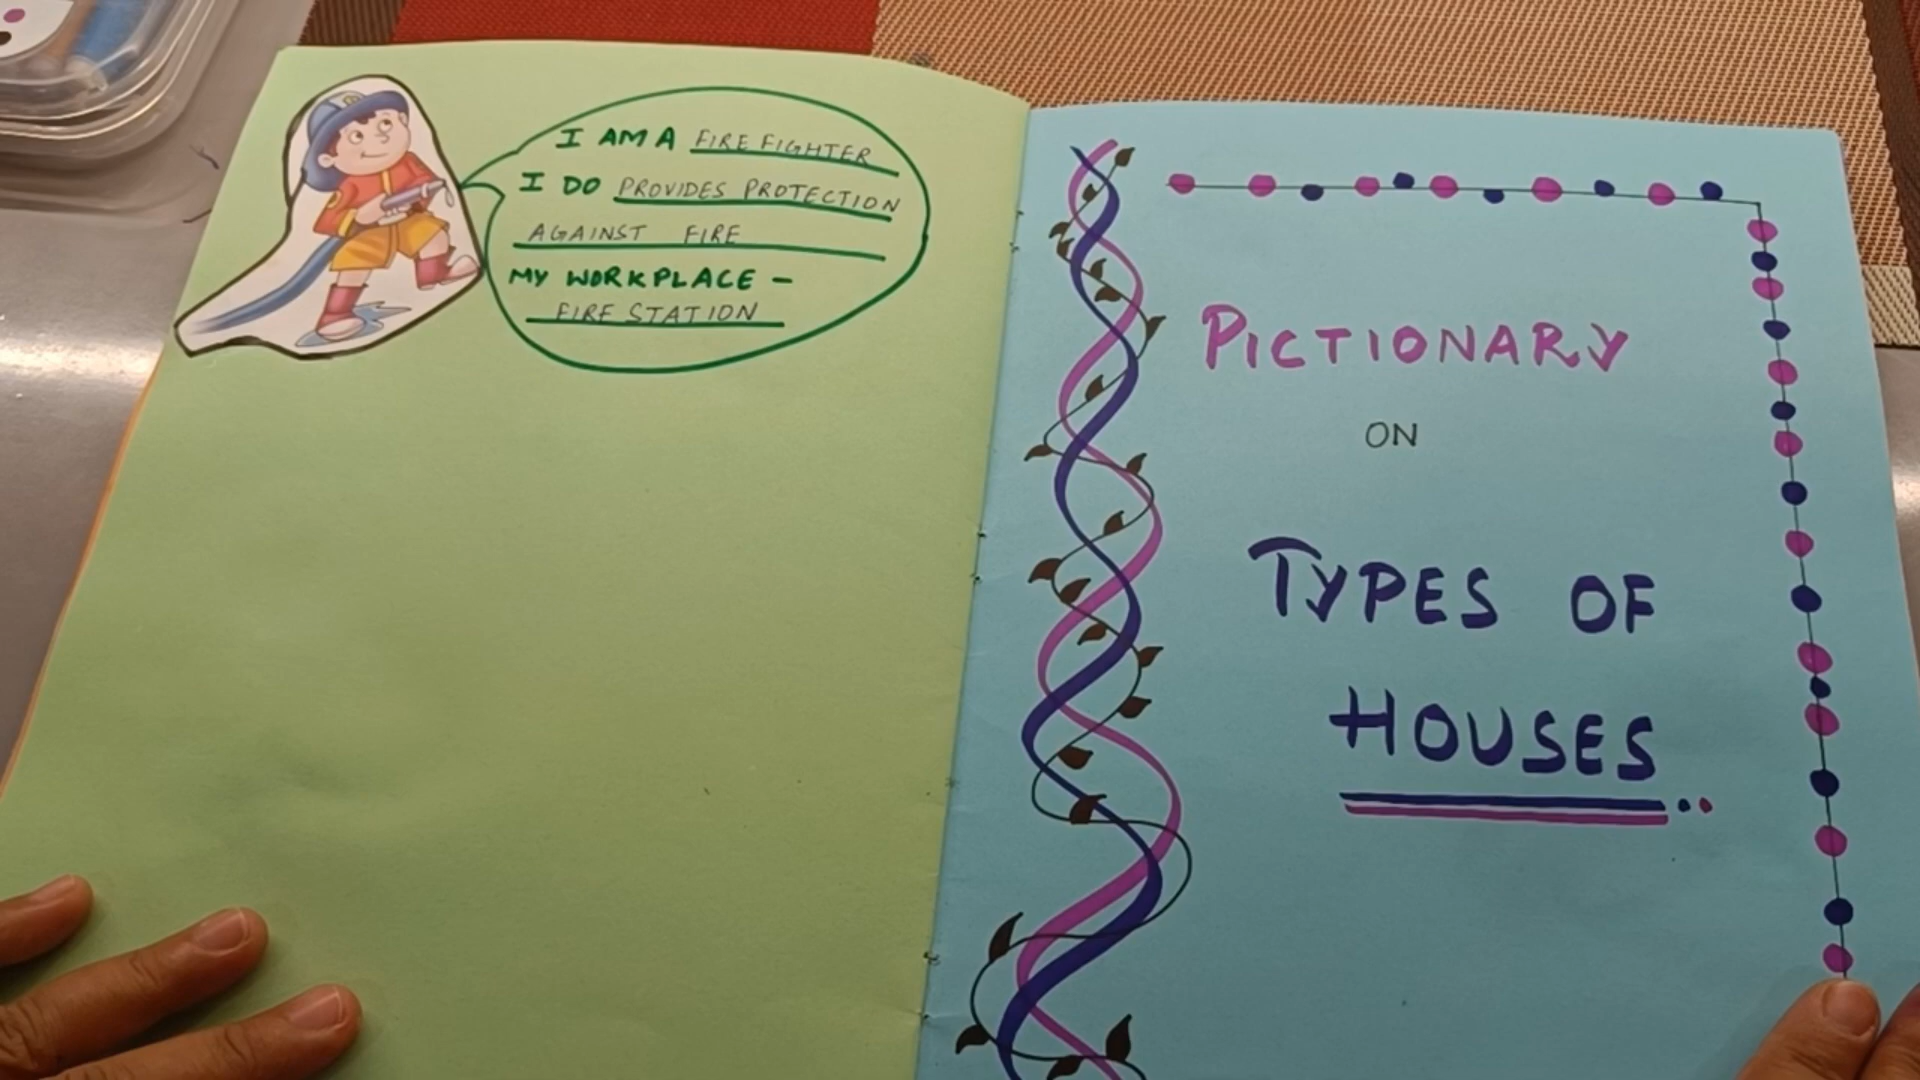 I AM A FIRE FIGHTER
I DO PROVIDES PROTECTION
AGAINST FIRE
MY WORKPLACE -
FIRE STATION
PICTIONARY
ON
TYPES OF
HOUSES